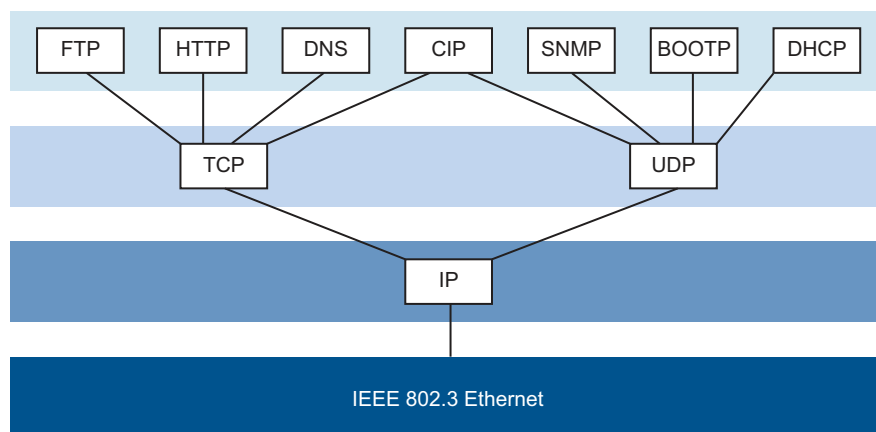 FTP HTTP DNS CIP SNMP BOOTP DHCP
TCP UDP
IP
IEEE 802.3 Ethernet